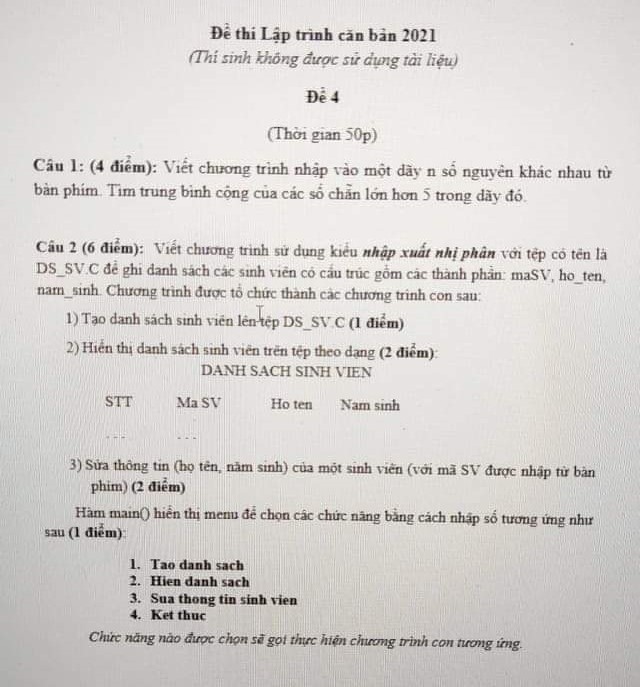 Đề thi Lập trình căn bản 2021
(Thí sinh không được sử dụng tài liệu)
Đề 4
(Thời gian 50p)
Câu 1: (4 điểm): Viết chương trình nhập vào một dãy n số nguyên khác nhau từ
bàn phím. Tìm trung bình cộng của các số chẵn lớn hơn 5 trong dãy đó.
Câu 2 (6 điểm): Viết chương trình sử dụng kiểu nhập xuất nhị phân với tệp có tên là
DS_SV.C để ghi danh sách các sinh viên có cấu trúc gồm các thành phần: maSV, ho_ten,
nam_sinh. Chương trình được tổ chức thành các chương trình con sau:
1) Tạo danh sách sinh viên lên tệp DS_SV.C (1 điểm)
2) Hiển thị danh sách sinh viên trên tệp theo dạng (2 điểm):
DANH SACH SINH VIEN
STT Ma SV Ho ten Nam sinh
... ...
3) Sửa thông tin (họ tên, năm sinh) của một sinh viên (với mã SV được nhập từ bàn
phím) (2 điểm)
Hàm main() hiển thị menu để chọn các chức năng bằng cách nhập số tương ứng như
sau (1 điểm):
1. Tao danh sach
2. Hien danh sach
3. Sua thong tin sinh vien
4. Ket thuc
Chức năng nào được chọn sẽ gọi thực hiện chương trình con tương ứng.